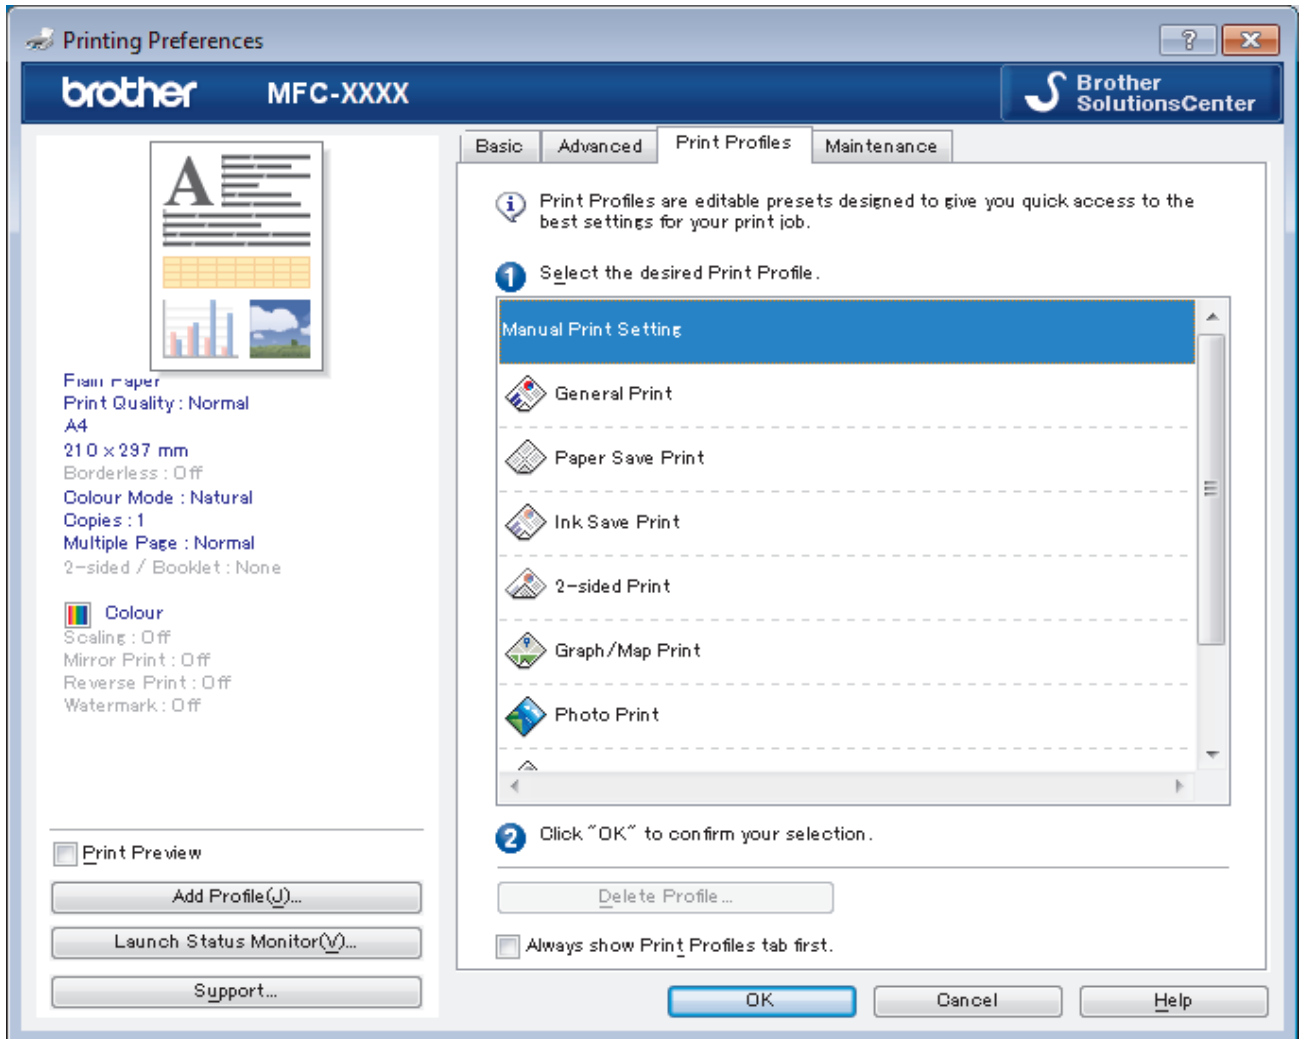 Printing Preferences
brother MFC-XXXX
Brother
SolutionsCenter
Basic Advanced Print Profiles Maintenance
A
Print Profiles are editable presets designed to give you quick access to the
best settings for your print job.
1 Select the desired Print Profile.
Manual Print Setting
General Print
Paper Save Print
Ink Save Print
2-sided Print
Graph/Map Print
Photo Print
2 Click "OK" to confirm your selection.
Delete Profile...
Always show Print Profiles tab first.
Plain Paper
Print Quality : Normal
A4
210 x 297 mm
Borderless : Off
Colour Mode : Natural
Copies : 1
Multiple Page : Normal
2-sided / Booklet : None
Colour
Scaling : Off
Mirror Print : Off
Reverse Print : Off
Watermark : Off
Print Preview
Add Profile(J)...
Launch Status Monitor(V)...
Support...
OK Cancel Help